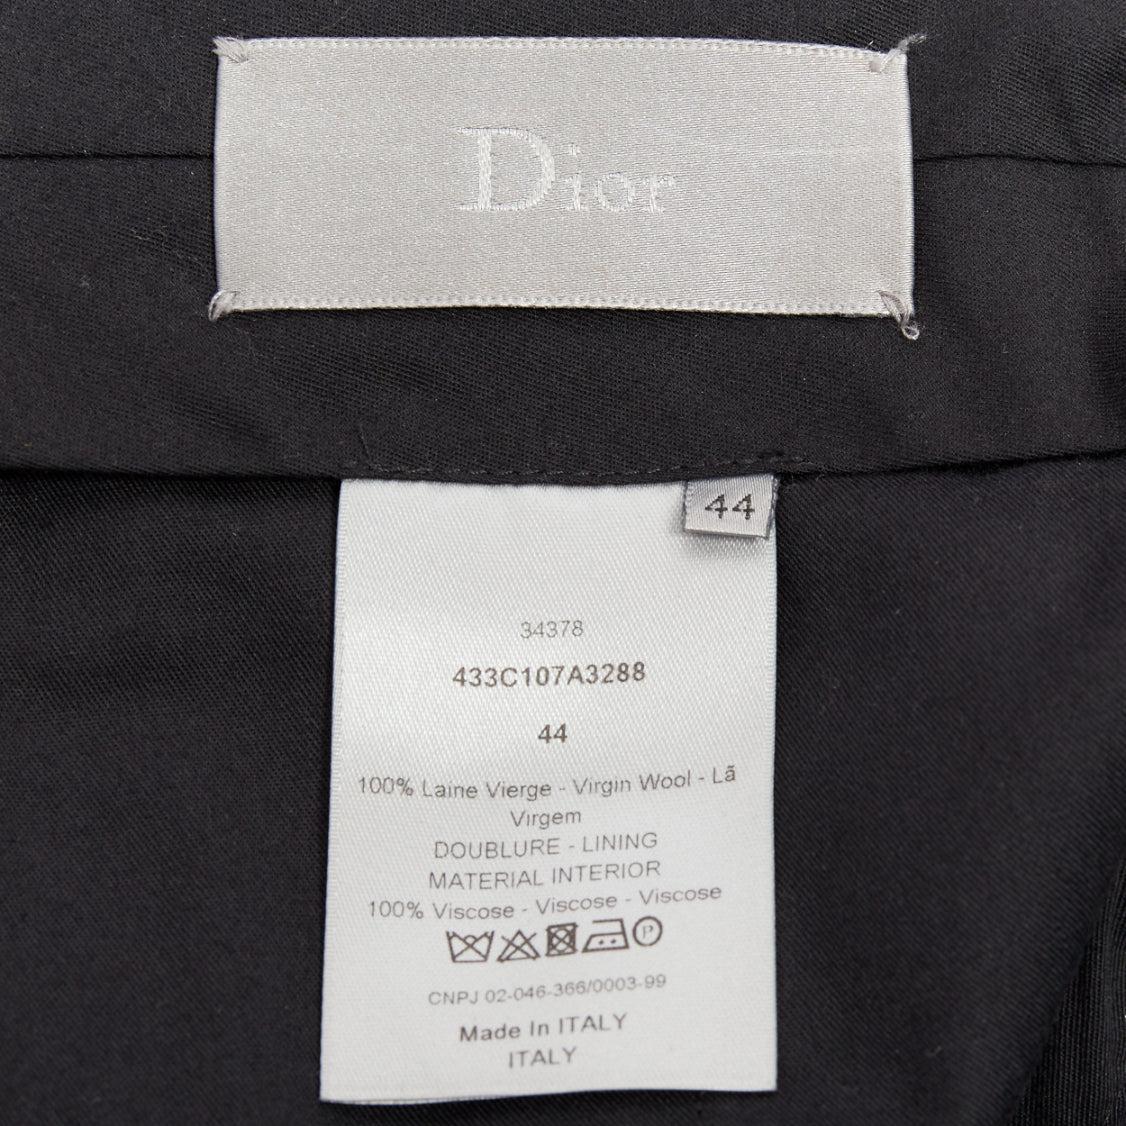 Dior
44
34378
433C107A3288
44
100% Laine Vierge - Virgin Wool - Lã
Virgem
DOUBLURE - LINING
MATERIAL INTERIOR
100% Viscose - Viscose - Viscose
P
CNPJ 02-046-366/0003-99
Made In ITALY
ITALY